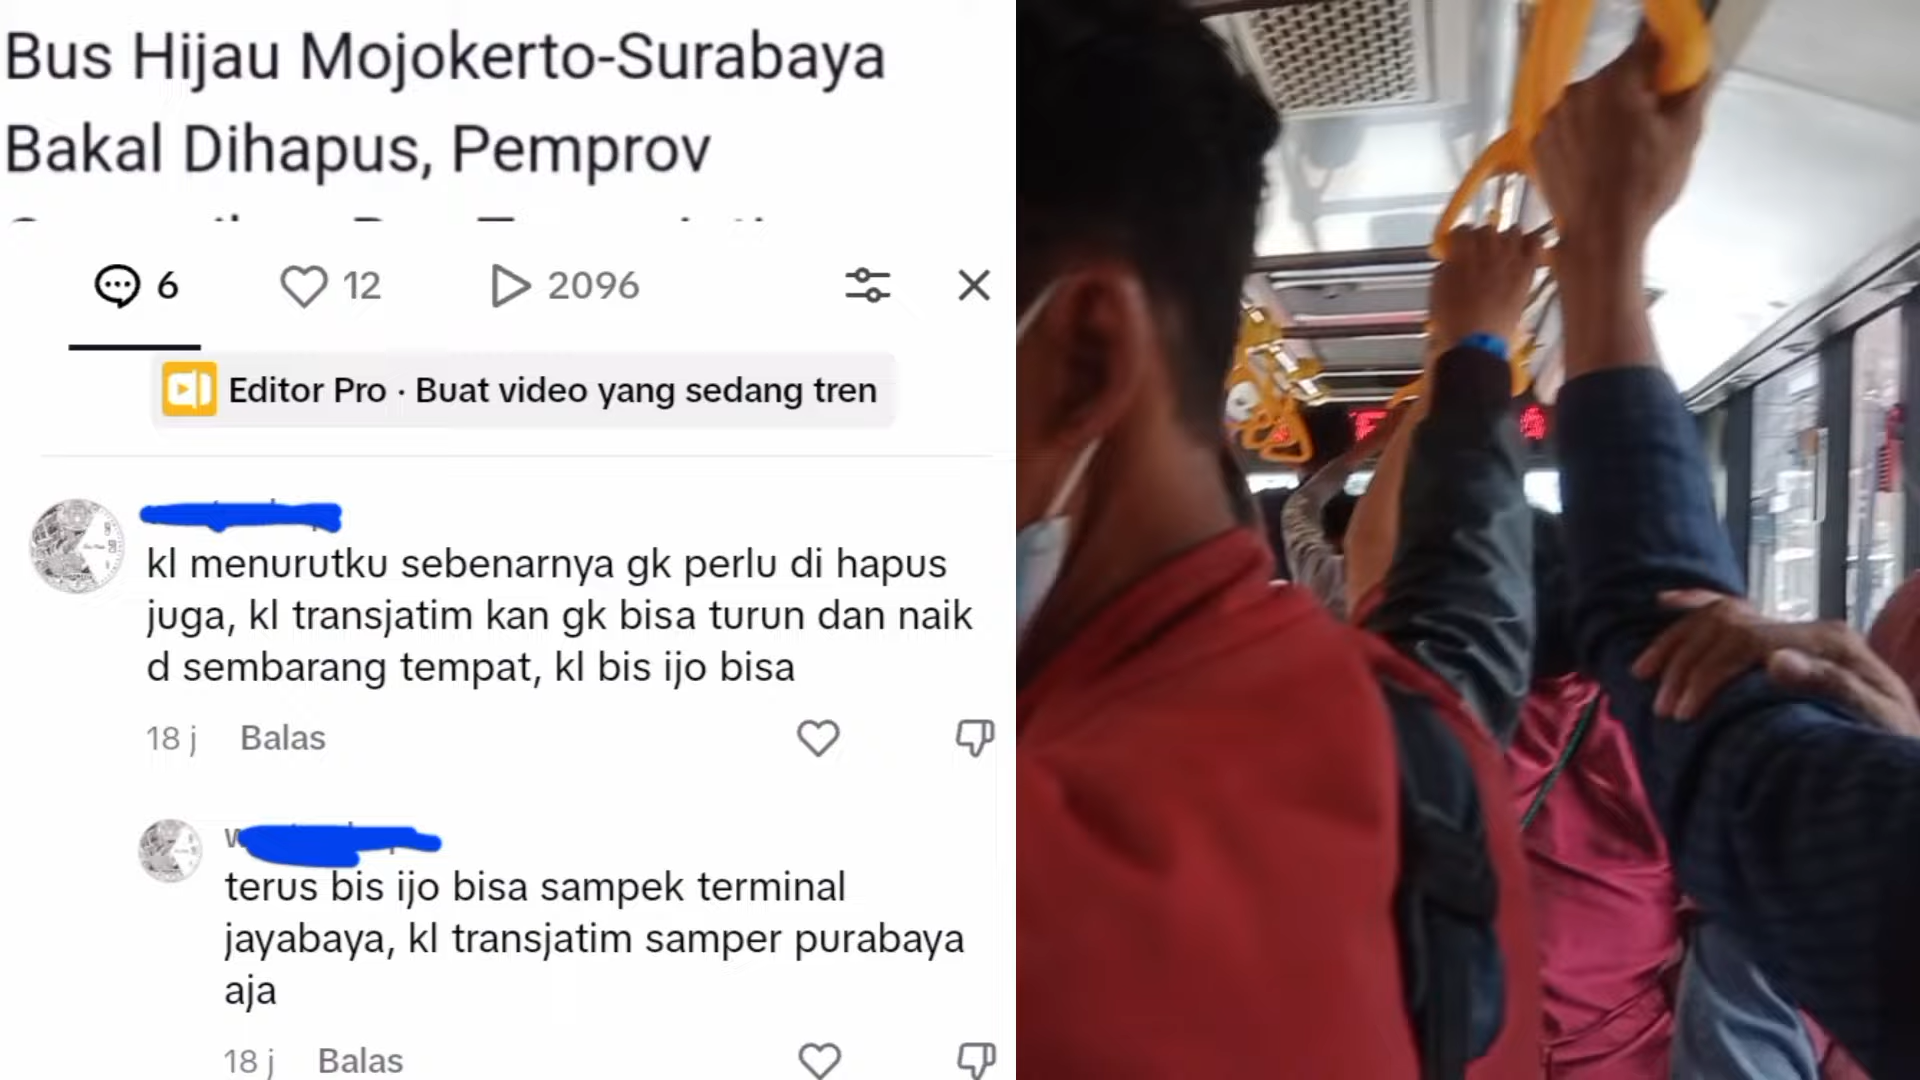 Bus Hijau Mojokerto-Surabaya
Bakal Dihapus, Pemprov
6
12
2096
Editor Pro · Buat video yang sedang tren
kl menurutku sebenarnya gk perlu di hapus
juga, kl transjatim kan gk bisa turun dan naik
d sembarang tempat, kl bis ijo bisa
18 j Balas
terus bis ijo bisa sampek terminal
jayabaya, kl transjatim samper purabaya
aja
18 j Balas